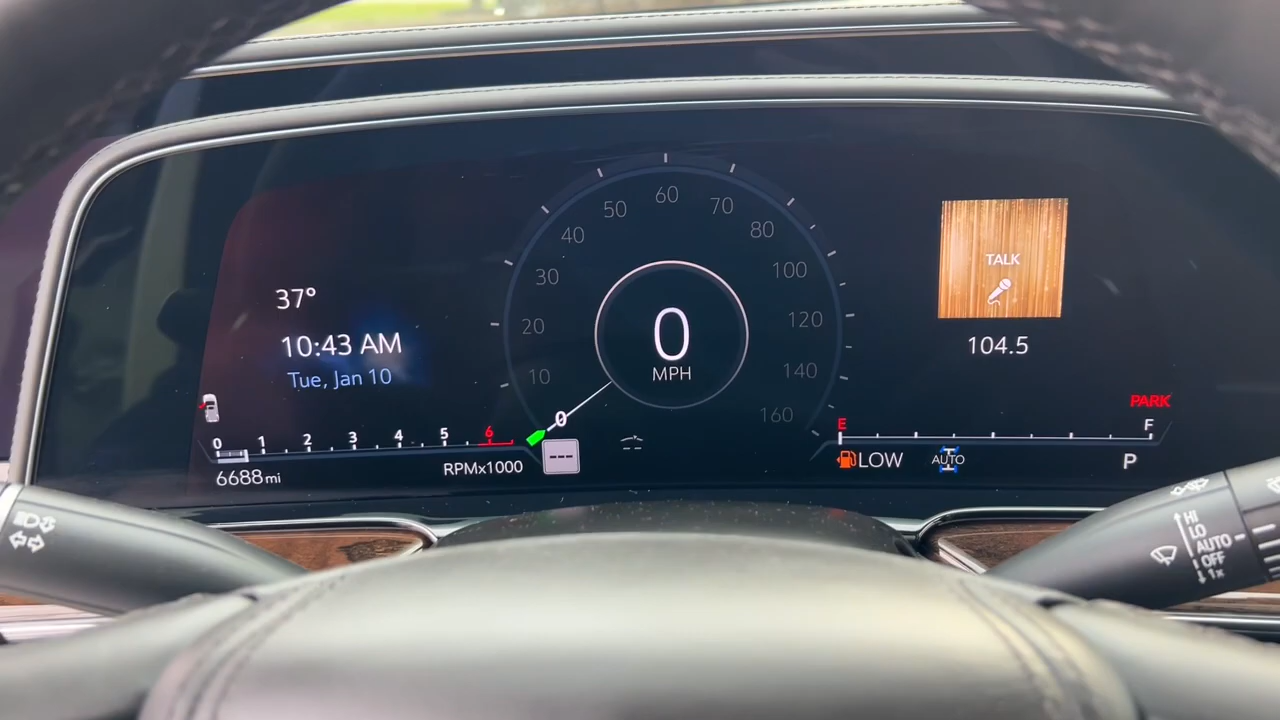 60
50 70
40 80
30 100
20 120
10 140
0 160
0
MPH
37°
10:43 AM
Tue, Jan 10
0 1 2 3 4 5 6
RPMx1000
6688 mi
---
TALK
104.5
PARK
E F
LOW AUTO P
HI
LO
AUTO
OFF
1x